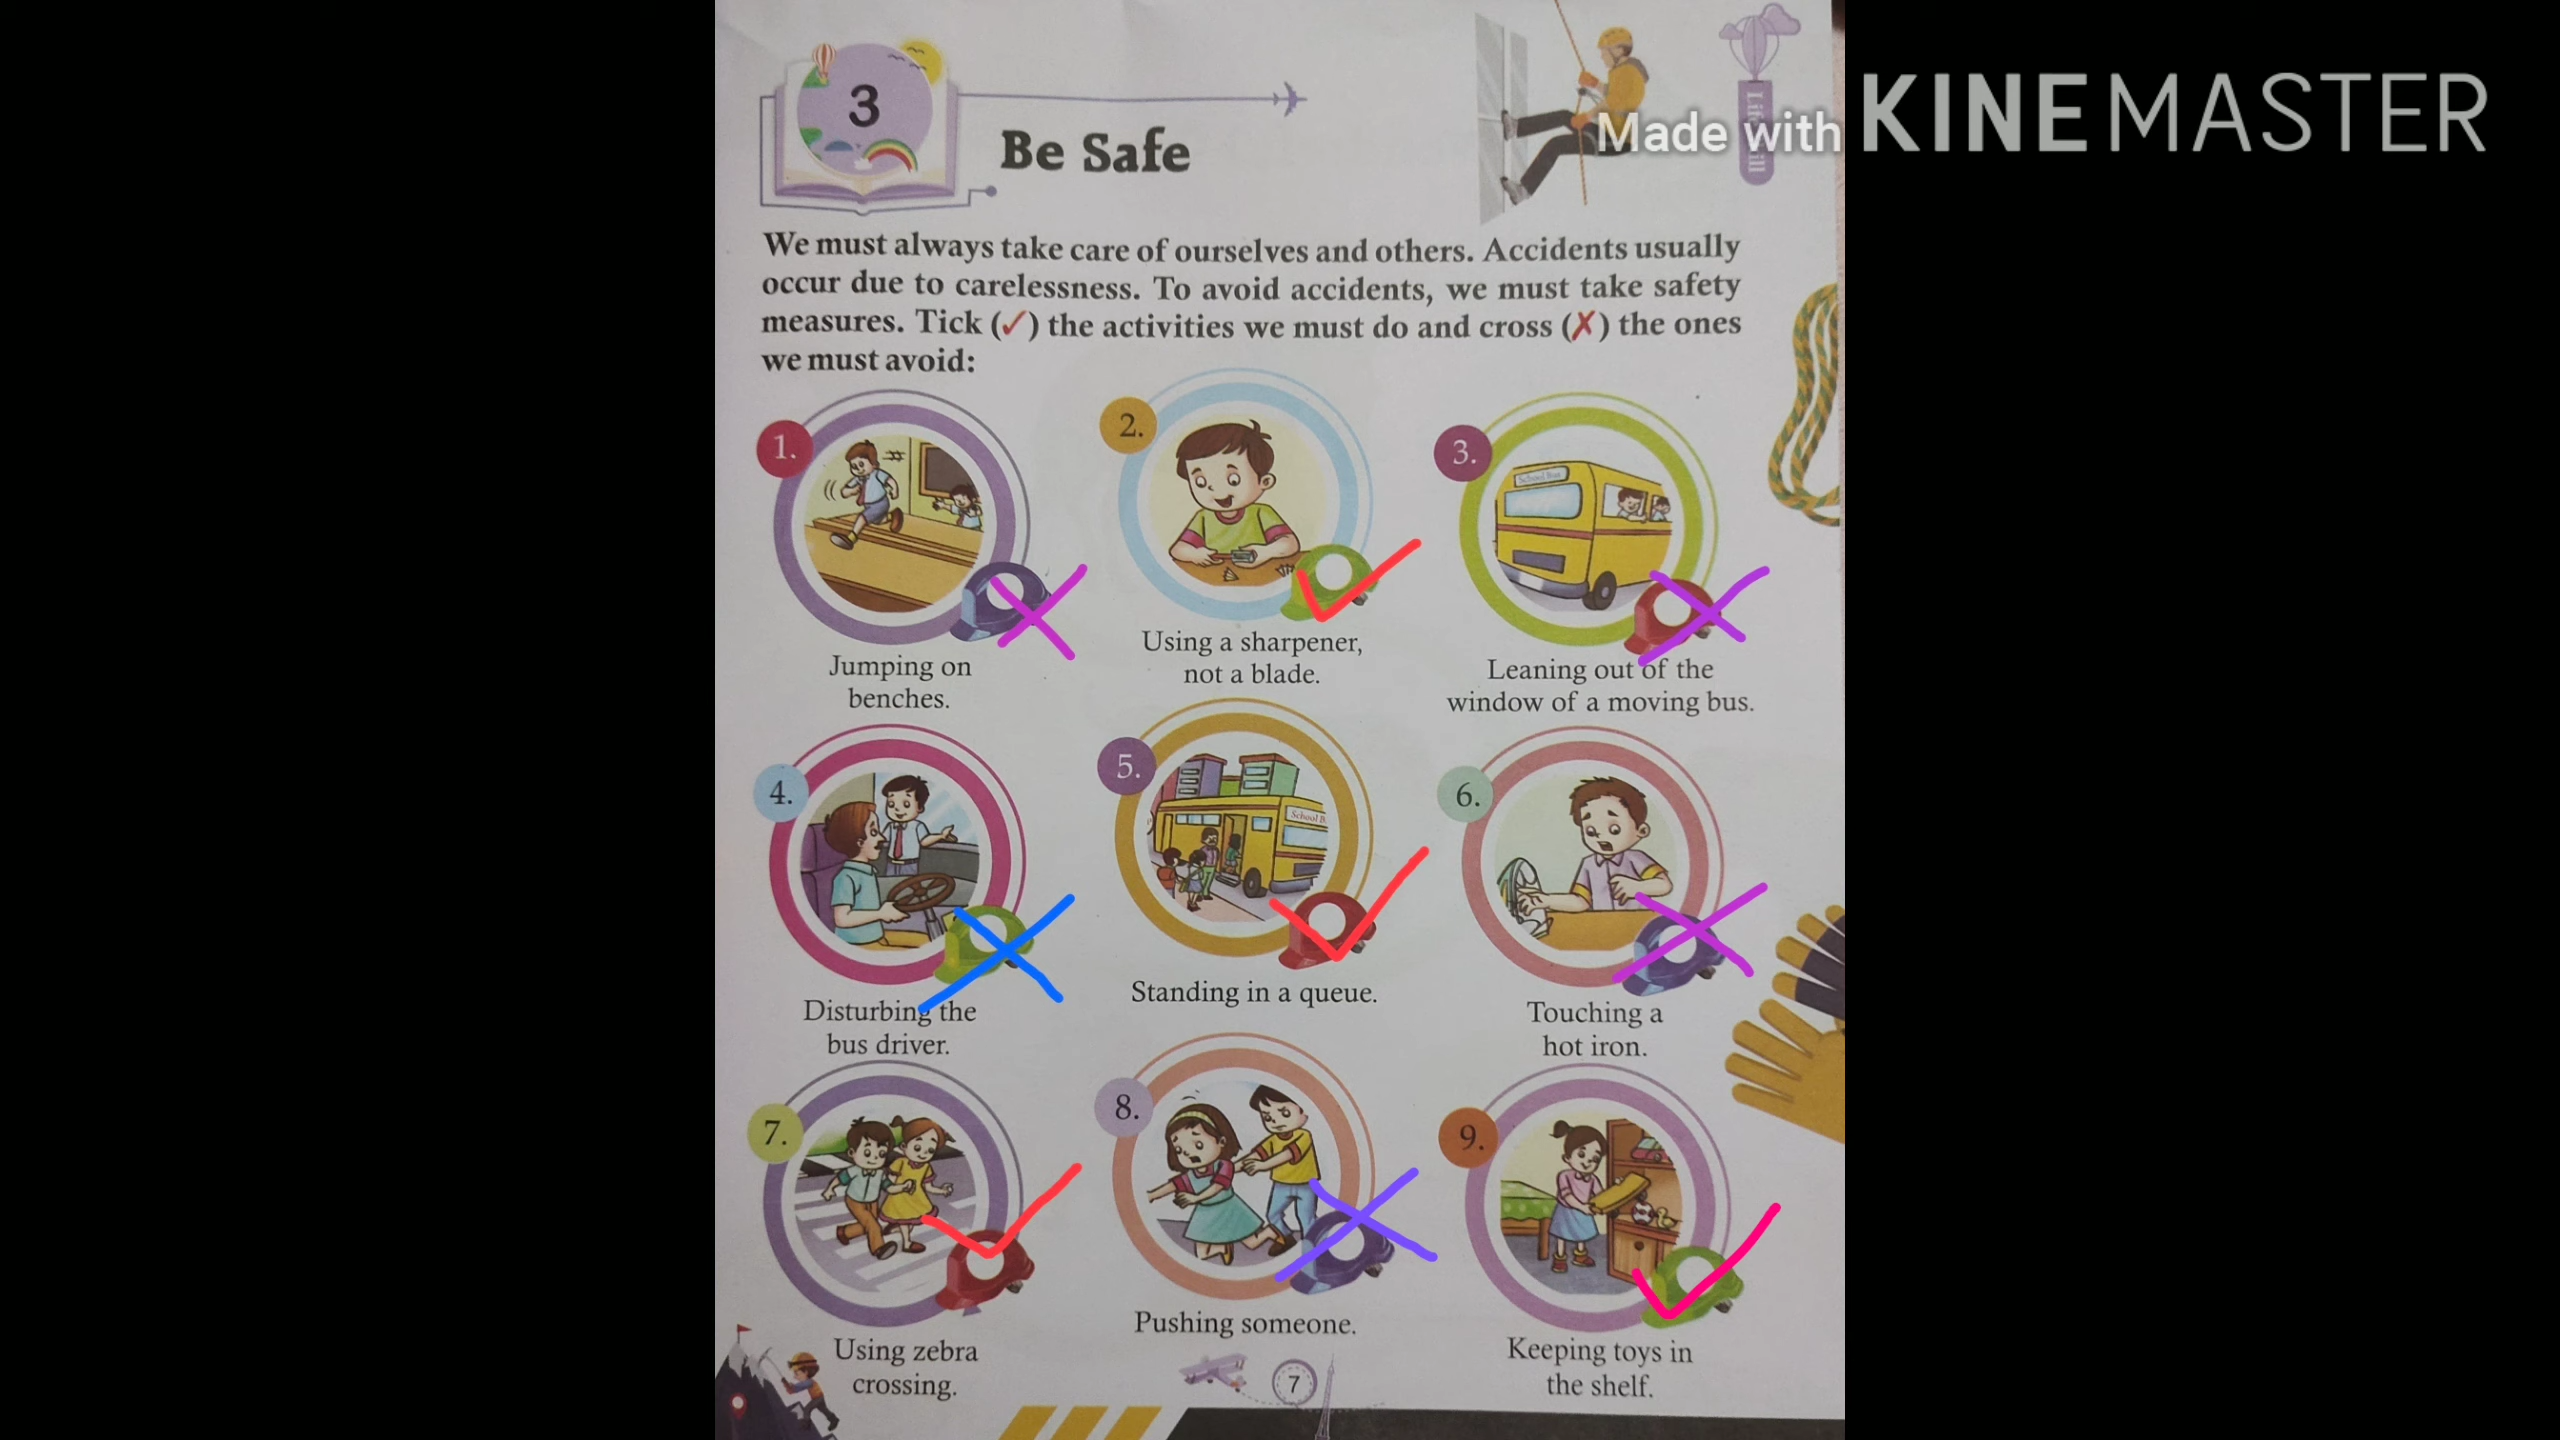 3
Be Safe
Made with KINEMASTER
We must always take care of ourselves and others. Accidents usually
occur due to carelessness. To avoid accidents, we must take safety
measures. Tick (✓) the activities we must do and cross (✗) the ones
we must avoid:
1.
Jumping on
benches.
2.
Using a sharpener,
not a blade.
3.
School Bus
Leaning out of the
window of a moving bus.
4.
Disturbing the
bus driver.
5.
School B
Standing in a queue.
6.
Touching a
hot iron.
7.
Using zebra
crossing.
8.
Pushing someone.
9.
Keeping toys in
the shelf.
7